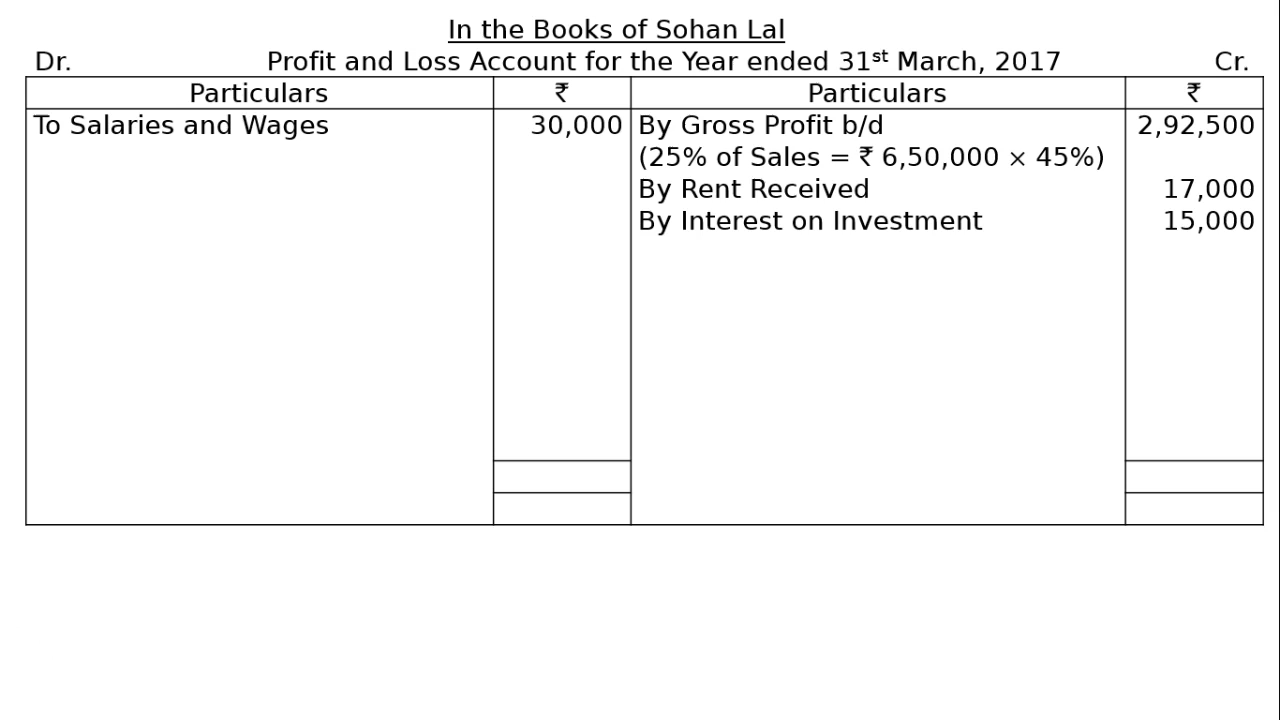 In the Books of Sohan Lal
Dr. Profit and Loss Account for the Year ended 31st March, 2017 Cr.
Particulars ₹ Particulars ₹
To Salaries and Wages 30,000 By Gross Profit b/d 2,92,500
(25% of Sales = ₹ 6,50,000 × 45%)
By Rent Received 17,000
By Interest on Investment 15,000